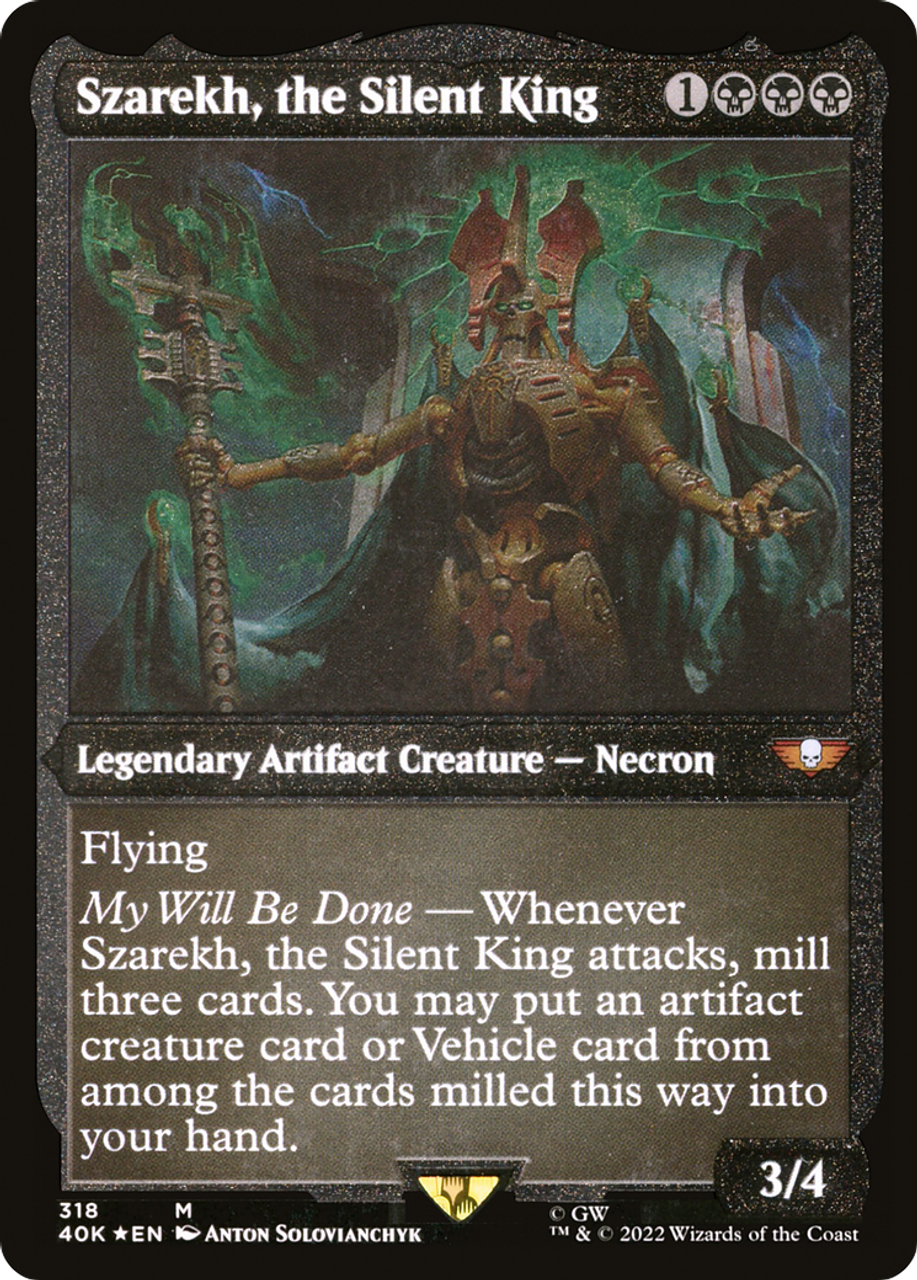 Szarekh, the Silent King 1
Legendary Artifact Creature — Necron
Flying
My Will Be Done — Whenever
Szarekh, the Silent King attacks, mill
three cards. You may put an artifact
creature card or Vehicle card from
among the cards milled this way into
your hand.
3/4
318 M
40K ★ EN ANTON SOLOVIANCHYK
© GW
™ & © 2022 Wizards of the Coast